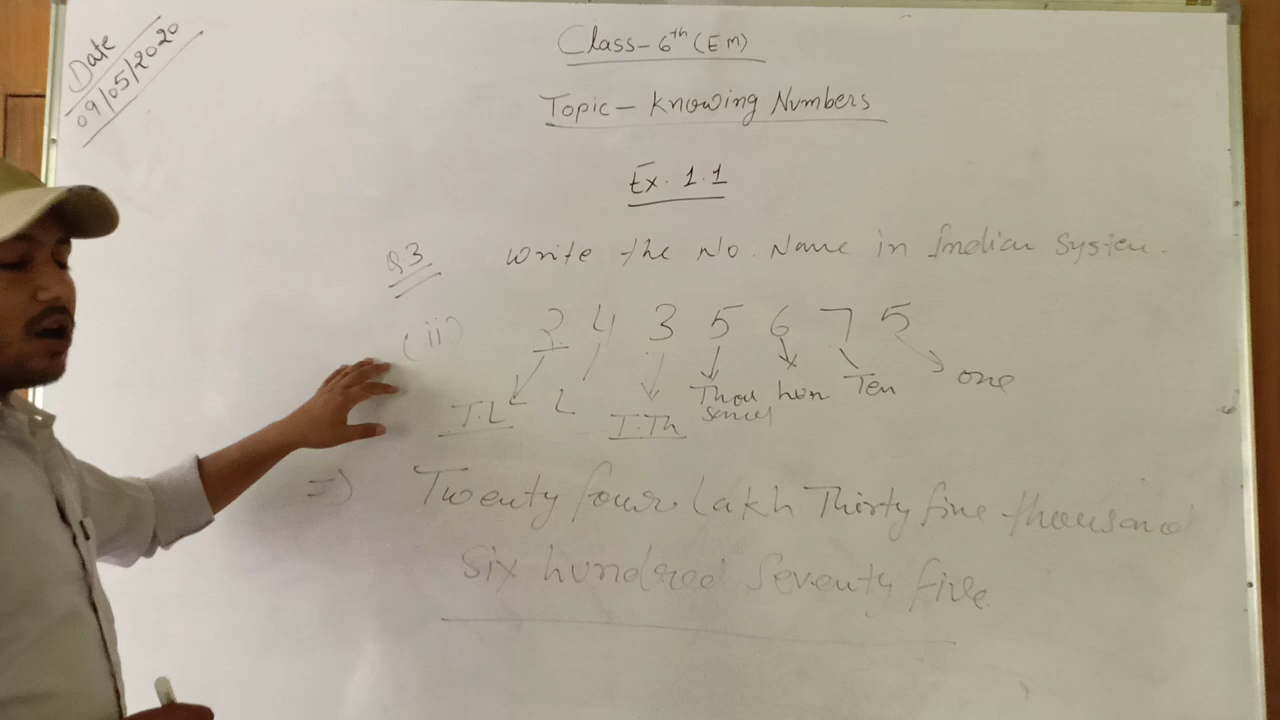 Date
09/05/2020
Class-6th (EM)
Topic - Knowing Numbers
Ex. 1.1
Q3 Write the No. Name in Indian System.
(ii) 2 4 3 5 6 7 5
T.L L T.Th Thousand hun Ten one
=) Twenty four lakh Thirty five thousand
Six hundred Seventy five